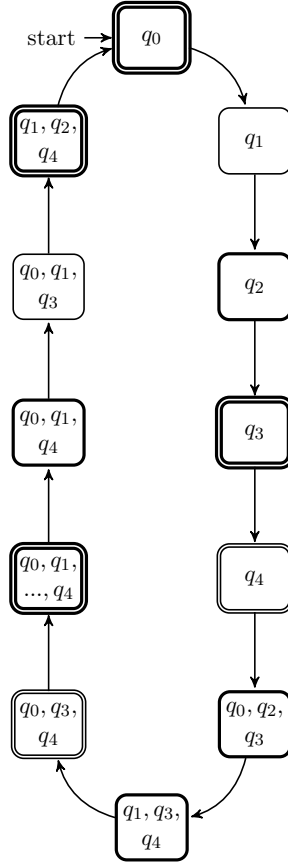 start
q₀
q₁
q₂
q₃
q₄
q₀, q₂,
q₃
q₁, q₃,
q₄
q₀, q₃,
q₄
q₀, q₁,
..., q₄
q₀, q₁,
q₄
q₀, q₁,
q₃
q₁, q₂,
q₄